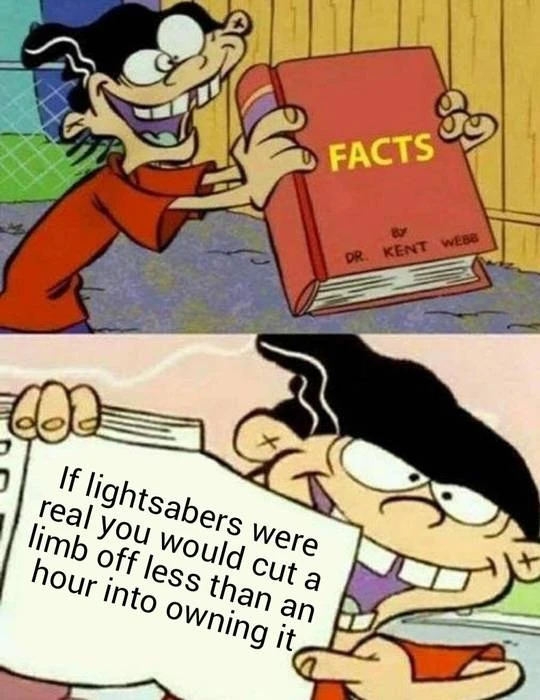 FACTS
By
DR. KENT WEBB
If lightsabers were
real you would cut a
limb off less than an
hour into owning it